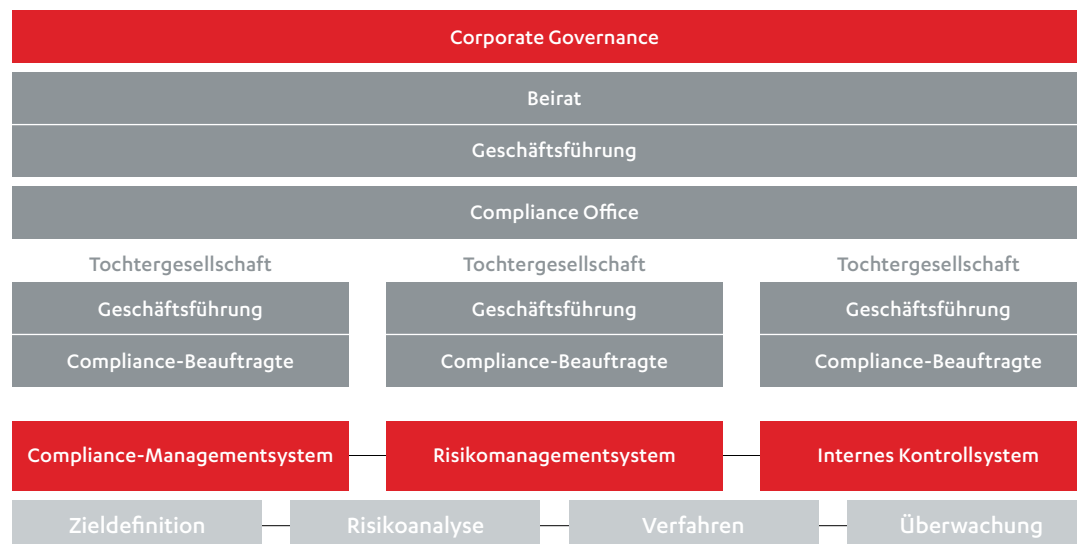 Corporate Governance
Beirat
Geschäftsführung
Compliance Office
Tochtergesellschaft Tochtergesellschaft Tochtergesellschaft
Geschäftsführung Geschäftsführung Geschäftsführung
Compliance-Beauftragte Compliance-Beauftragte Compliance-Beauftragte
Compliance-Managementsystem Risikomanagementsystem Internes Kontrollsystem
Zieldefinition Risikoanalyse Verfahren Überwachung